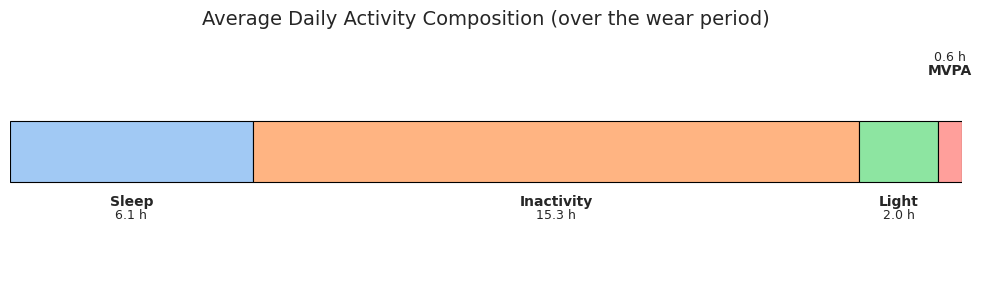 Average Daily Activity Composition (over the wear period)
0.6 h
MVPA
Sleep
6.1 h
Inactivity
15.3 h
Light
2.0 h